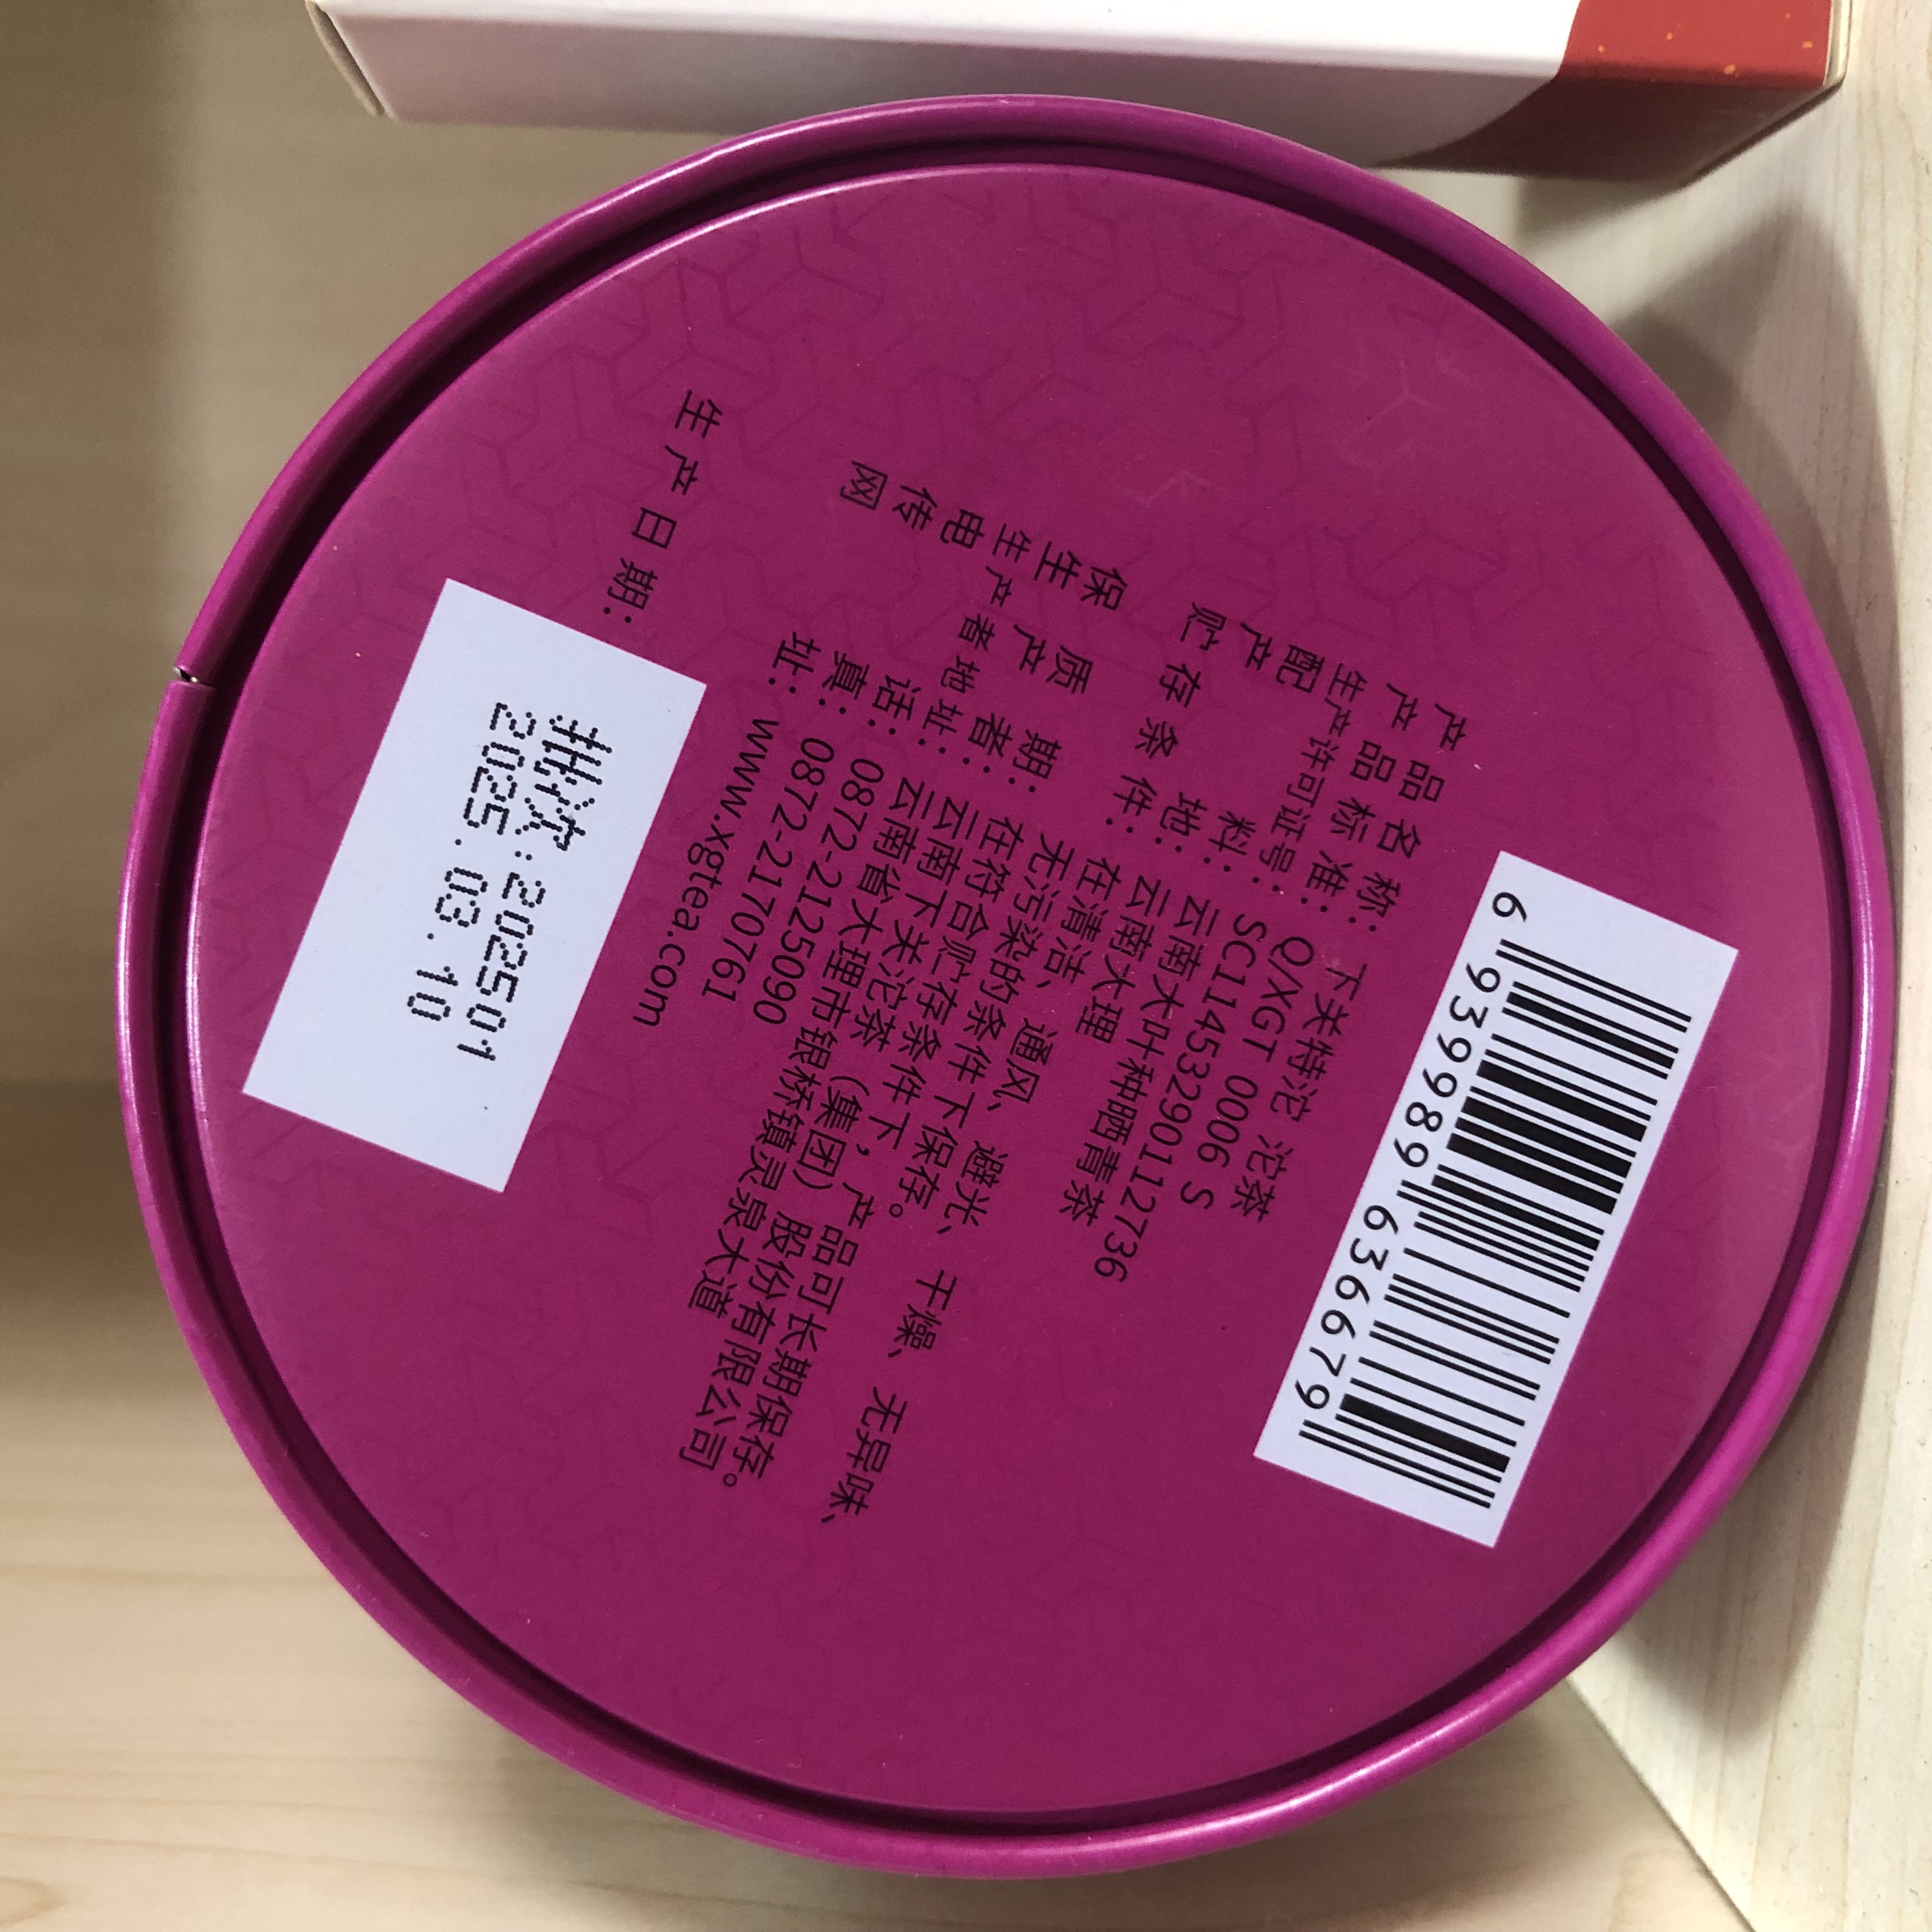 6 939989 636679
产品名称：下关特沱 沱茶
产品标准：Q/XGT 0006 S
生产许可证号：SC11453290112736
配料：云南大叶种晒青茶
产地：云南大理
贮存条件：在清洁、通风、避光、干燥、无异味、
无污染的条件下保存。
保质期：在符合贮存条件下，产品可长期保存。
生产者：云南下关沱茶（集团）股份有限公司
生产者地址：云南省大理市银桥镇灵泉大道
电话：0872-2125090
传真：0872-2170761
网址：www.xgtea.com
生产日期：
批次:202501
2025.03.10